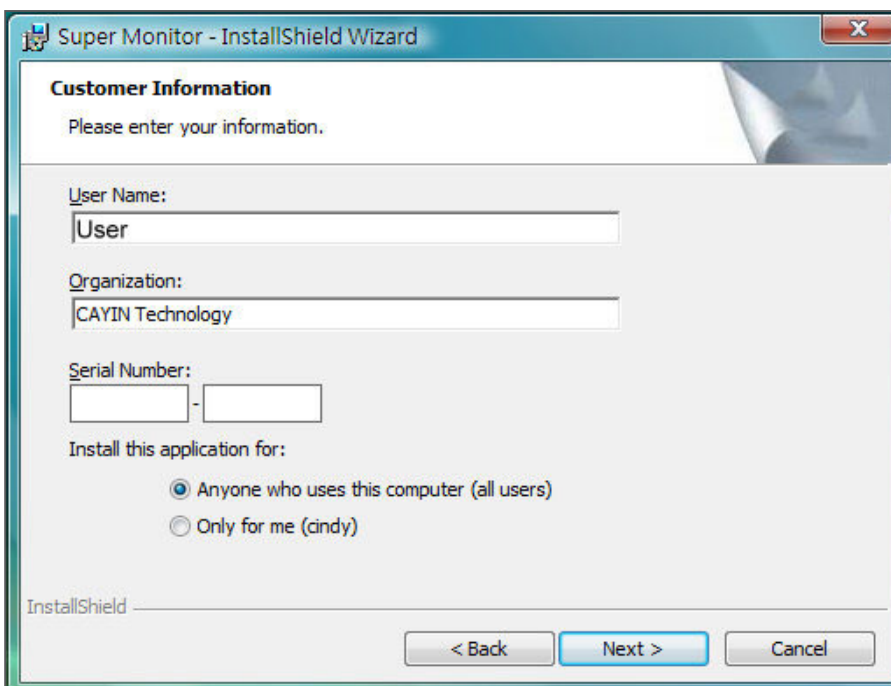 Super Monitor - InstallShield Wizard
Customer Information
Please enter your information.
User Name:
User
Organization:
CAYIN Technology
Serial Number:
-
Install this application for:
Anyone who uses this computer (all users)
Only for me (cindy)
InstallShield
< Back Next > Cancel